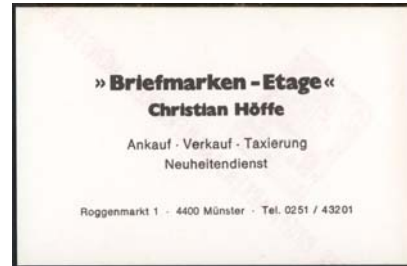 » Briefmarken - Etage «
Christian Höffe
Ankauf · Verkauf · Taxierung
Neuheitendienst
Roggenmarkt 1 · 4400 Münster · Tel. 0251 / 43201